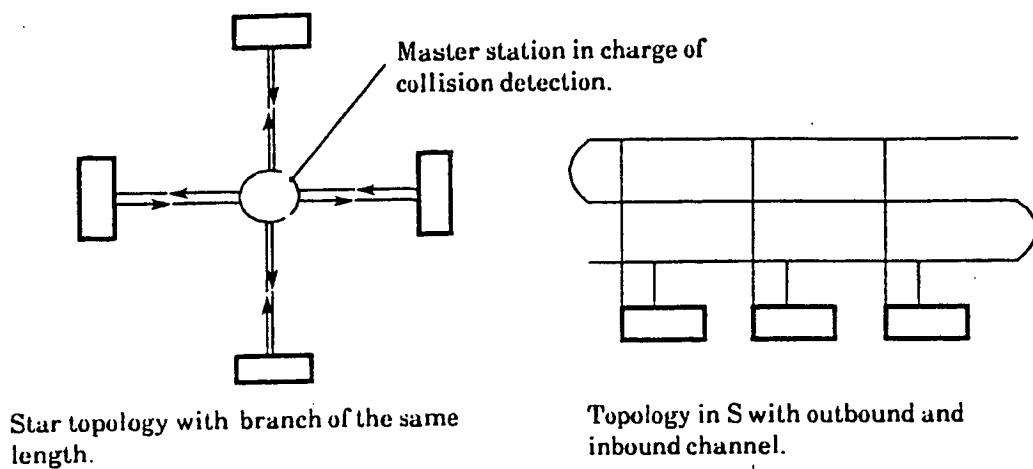 Master station in charge of
collision detection.
Star topology with branch of the same
length.
Topology in S with outbound and
inbound channel.